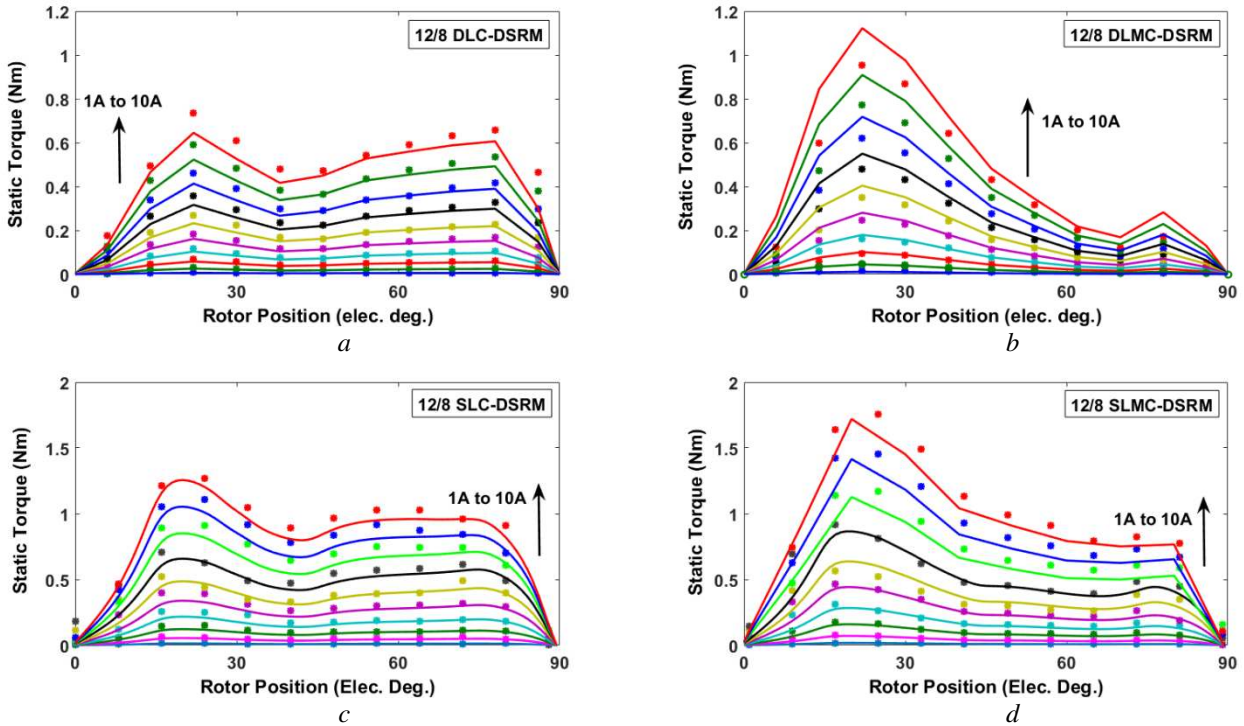 12/8 DLC-DSRM
Static Torque (Nm)
1.2
1
0.8
0.6
0.4
0.2
0
1A to 10A
0
30
60
90
Rotor Position (elec. deg.)
a
12/8 DLMC-DSRM
Static Torque (Nm)
1.2
1
0.8
0.6
0.4
0.2
0
1A to 10A
0
30
60
90
Rotor Position (elec. deg.)
b
12/8 SLC-DSRM
Static Torque (Nm)
2
1.5
1
0.5
0
1A to 10A
0
30
60
90
Rotor Position (Elec. Deg.)
c
12/8 SLMC-DSRM
Static Torque (Nm)
2
1.5
1
0.5
0
1A to 10A
0
30
60
90
Rotor Position (Elec. Deg.)
d